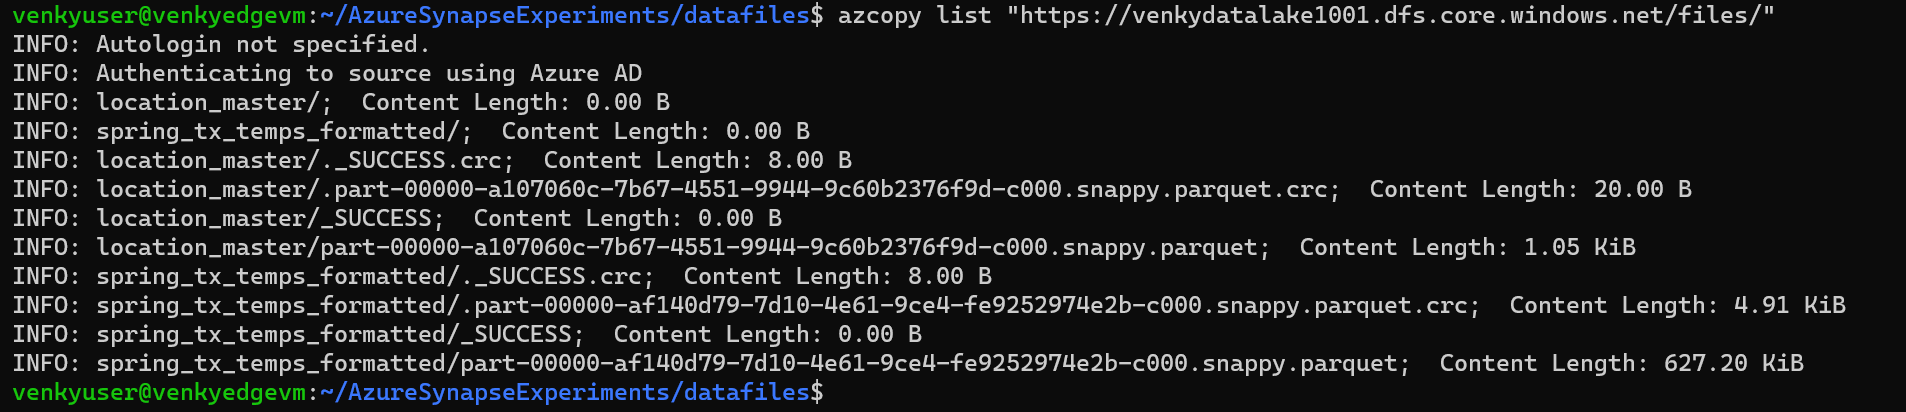 venkyuser@venkyedgevm:~/AzureSynapseExperiments/datafiles$ azcopy list "https://venkydatalake1001.dfs.core.windows.net/files/"
INFO: Autologin not specified.
INFO: Authenticating to source using Azure AD
INFO: location_master/;  Content Length: 0.00 B
INFO: spring_tx_temps_formatted/;  Content Length: 0.00 B
INFO: location_master/._SUCCESS.crc;  Content Length: 8.00 B
INFO: location_master/.part-00000-a107060c-7b67-4551-9944-9c60b2376f9d-c000.snappy.parquet.crc;  Content Length: 20.00 B
INFO: location_master/_SUCCESS;  Content Length: 0.00 B
INFO: location_master/part-00000-a107060c-7b67-4551-9944-9c60b2376f9d-c000.snappy.parquet;  Content Length: 1.05 KiB
INFO: spring_tx_temps_formatted/._SUCCESS.crc;  Content Length: 8.00 B
INFO: spring_tx_temps_formatted/.part-00000-af140d79-7d10-4e61-9ce4-fe9252974e2b-c000.snappy.parquet.crc;  Content Length: 4.91 KiB
INFO: spring_tx_temps_formatted/_SUCCESS;  Content Length: 0.00 B
INFO: spring_tx_temps_formatted/part-00000-af140d79-7d10-4e61-9ce4-fe9252974e2b-c000.snappy.parquet;  Content Length: 627.20 KiB
venkyuser@venkyedgevm:~/AzureSynapseExperiments/datafiles$